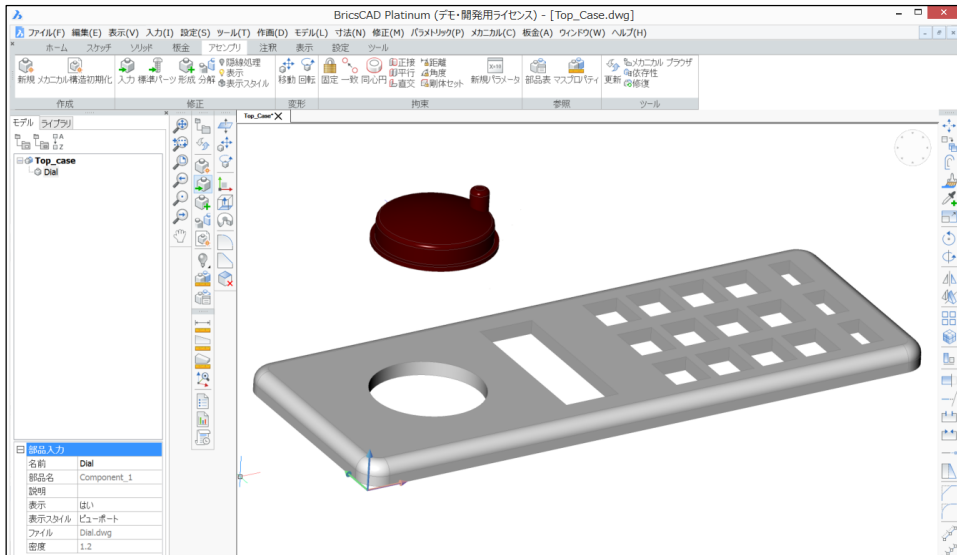 BricsCAD Platinum (デモ・開発用ライセンス) - [Top_Case.dwg]
ファイル(F) 編集(E) 表示(V) 入力(I) 設定(S) ツール(T) 作画(D) モデル(L) 寸法(N) 修正(M) パラメトリック(P) メカニカル(C) 板金(A) ウィンドウ(W) ヘルプ(H)
ホーム スケッチ ソリッド 板金 アセンブリ 注釈 表示 設定 ツール
隠線処理 正接 距離 メカニカル ブラウザ
表示 平行 角度 依存性
新規 メカニカル構造初期化 入力 標準パーツ 形成 分解 表示スタイル 移動 回転 固定 一致 同心円 直交 剛体セット 新規パラメータ 部品表 マスプロパティ 更新 修復
作成 修正 変形 拘束 参照 ツール
モデル ライブラリ
Top_Case*
Top_case
Dial
部品入力
名前 Dial
部品名 Component_1
説明
表示 はい
表示スタイル ビューポート
ファイル Dial.dwg
密度 1.2